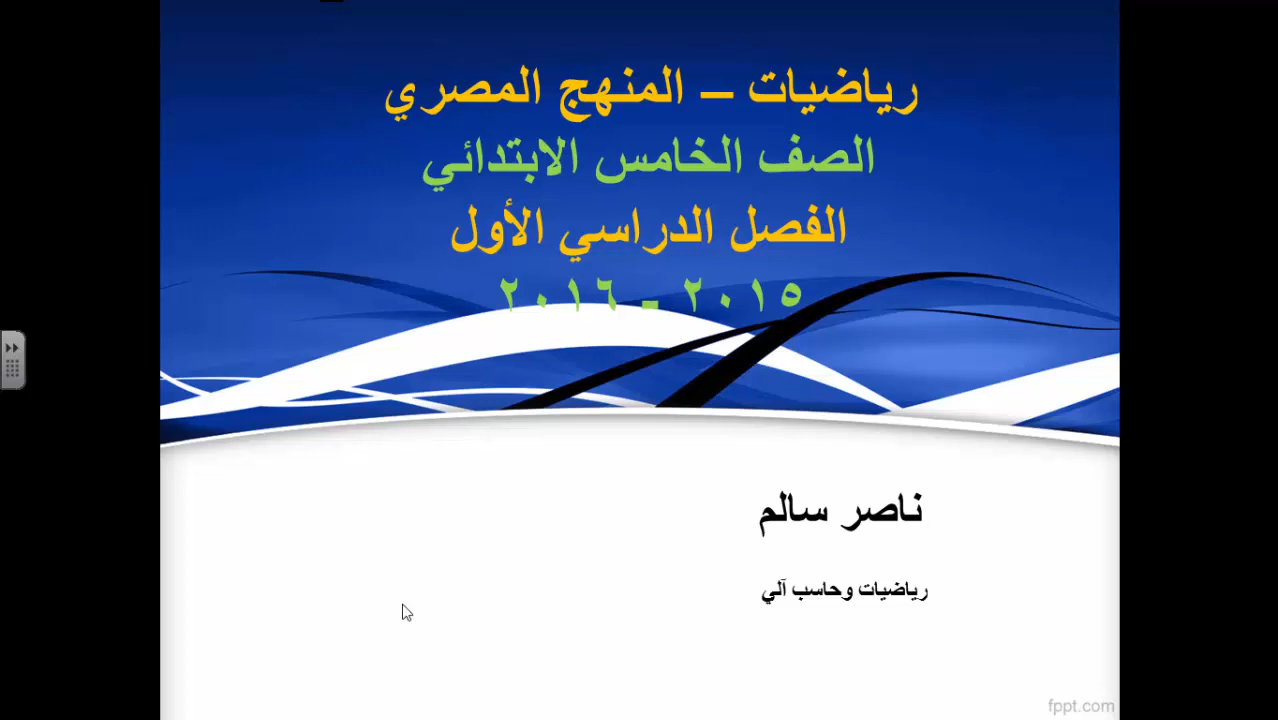 رياضيات – المنهج المصري
الصف الخامس الابتدائي
الفصل الدراسي الأول
٢٠١٥ - ٢٠١٦
ناصر سالم
رياضيات وحاسب آلي
fppt.com